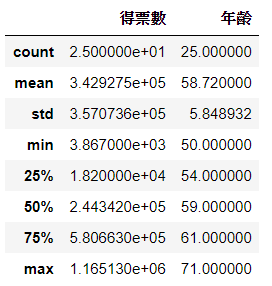 得票數 年齡
count 2.500000e+01 25.000000
mean 3.429275e+05 58.720000
std 3.570736e+05 5.848932
min 3.867000e+03 50.000000
25% 1.820000e+04 54.000000
50% 2.443420e+05 59.000000
75% 5.806630e+05 61.000000
max 1.165130e+06 71.000000